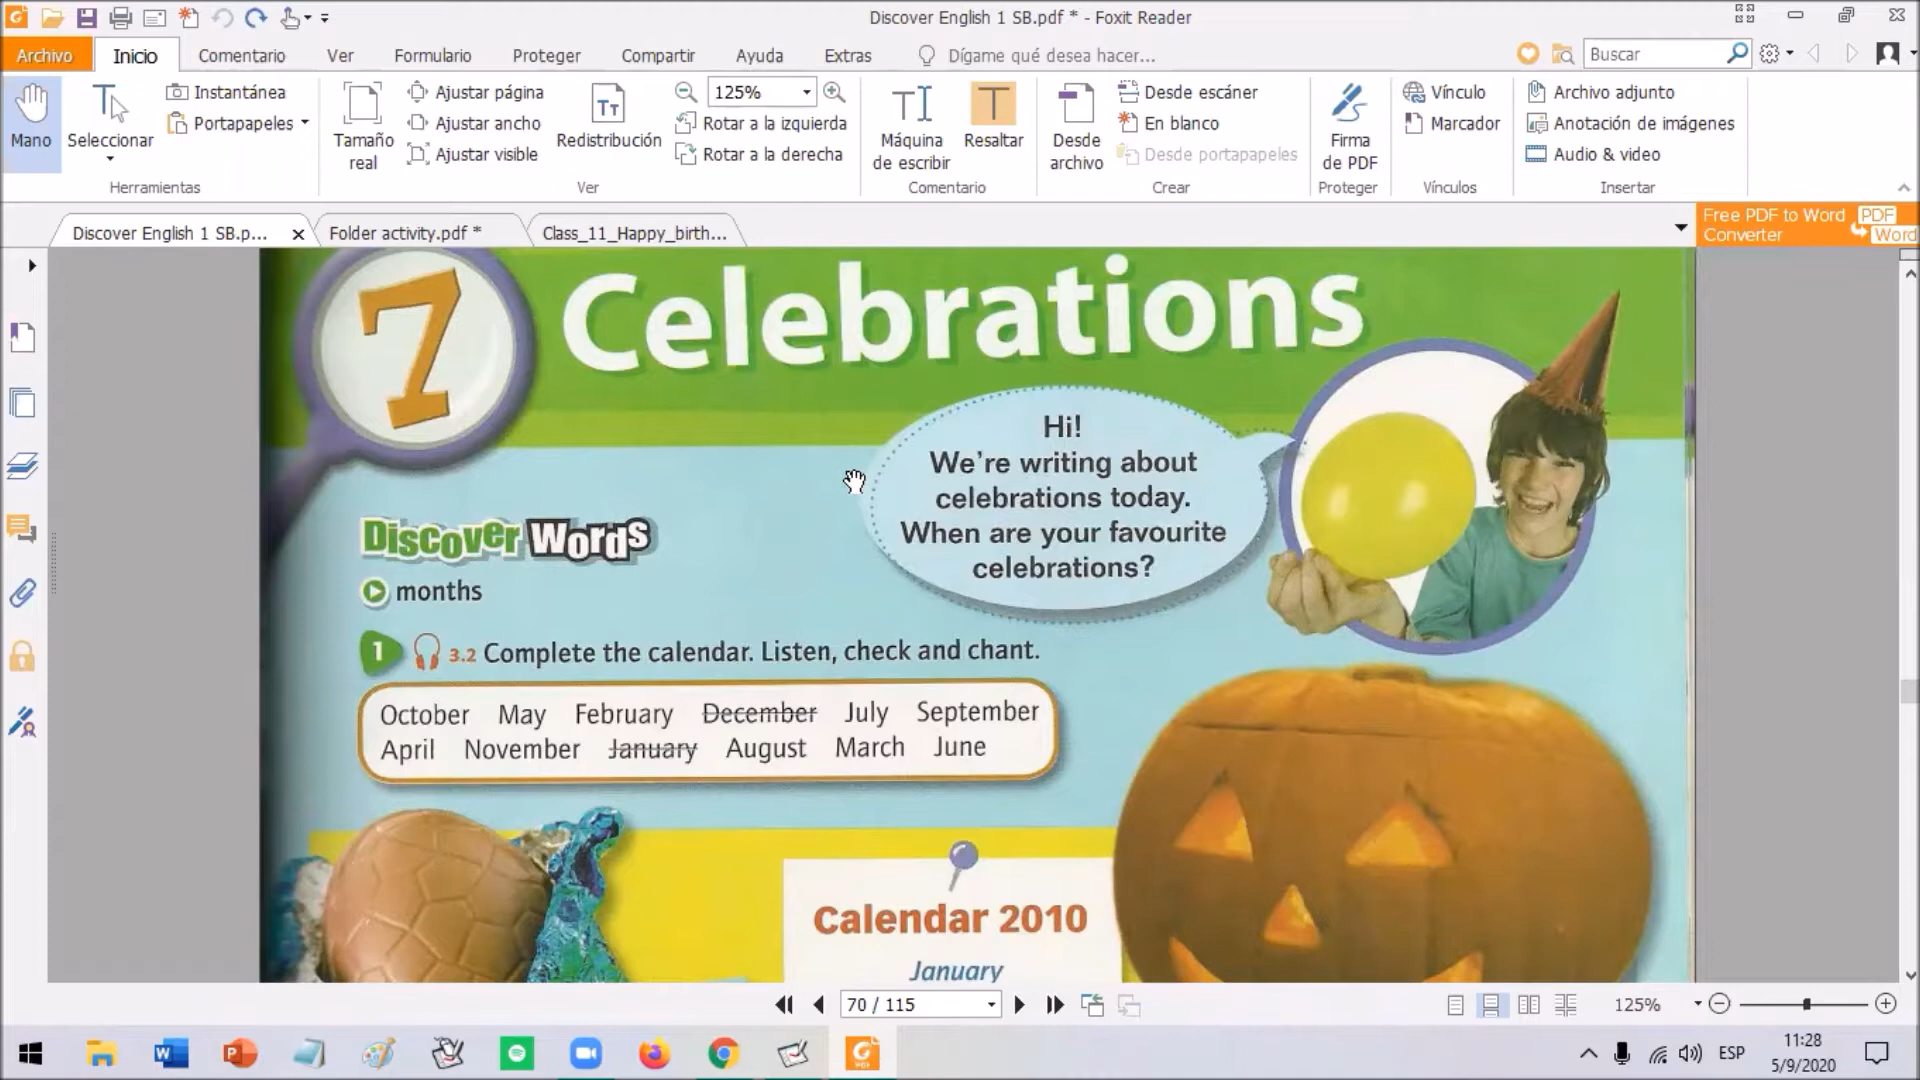 Discover English 1 SB.pdf * - Foxit Reader
Archivo Inicio Comentario Ver Formulario Proteger Compartir Ayuda Extras Dígame qué desea hacer... Buscar
Mano
Seleccionar
Instantánea
Portapapeles
Herramientas
Tamaño real
Ajustar página
Ajustar ancho
Ajustar visible
Redistribución
125%
Rotar a la izquierda
Rotar a la derecha
Ver
Máquina de escribir
Resaltar
Comentario
Desde archivo
Desde escáner
En blanco
Desde portapapeles
Crear
Firma de PDF
Proteger
Vínculo
Marcador
Vínculos
Archivo adjunto
Anotación de imágenes
Audio & video
Insertar
Discover English 1 SB.p... Folder activity.pdf * Class_11_Happy_birth...
Free PDF to Word PDF
Converter Word
7 Celebrations
Hi!
We're writing about
celebrations today.
When are your favourite
celebrations?
Discover Words
months
1 3.2 Complete the calendar. Listen, check and chant.
October May February December July September
April November January August March June
Calendar 2010
January
70 / 115
125%
ESP
11:28
5/9/2020